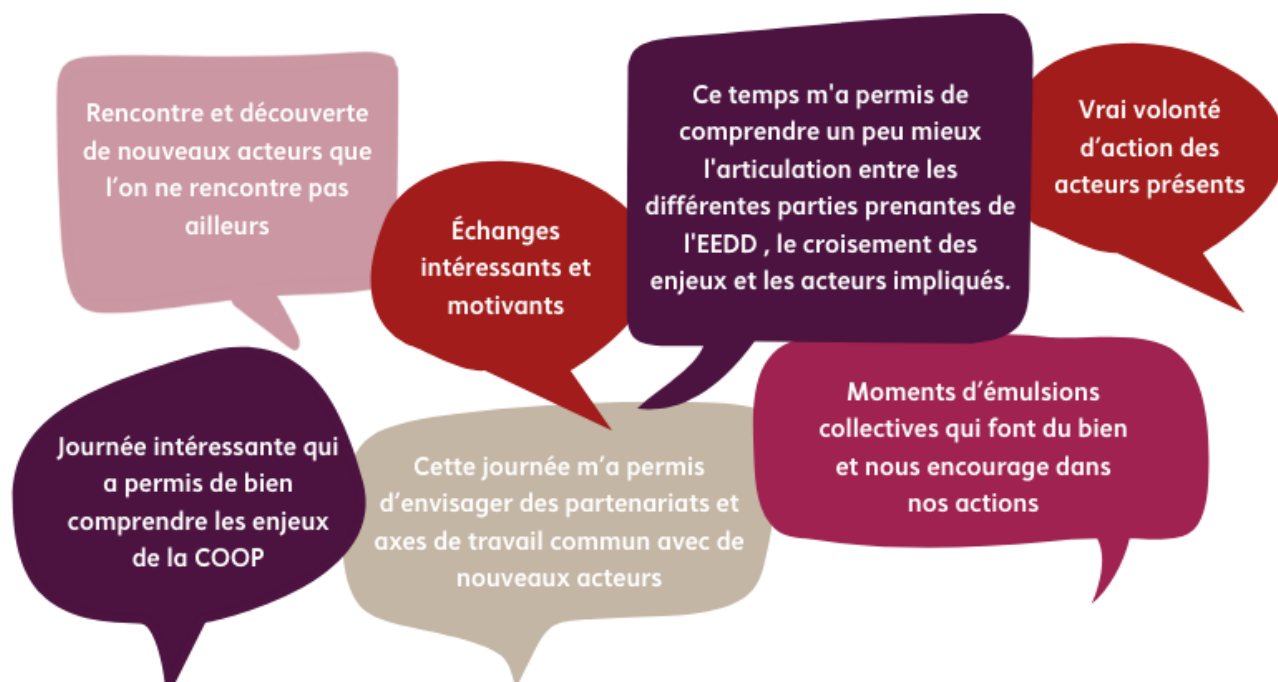 Rencontre et découverte
de nouveaux acteurs que
l’on ne rencontre pas
ailleurs
Échanges
intéressants et
motivants
Ce temps m'a permis de
comprendre un peu mieux
l'articulation entre les
différentes parties prenantes de
l'EEDD , le croisement des
enjeux et les acteurs impliqués.
Vrai volonté
d’action des
acteurs présents
Journée intéressante qui
a permis de bien
comprendre les enjeux
de la COOP
Cette journée m’a permis
d’envisager des partenariats et
axes de travail commun avec de
nouveaux acteurs
Moments d’émulsions
collectives qui font du bien
et nous encourage dans
nos actions